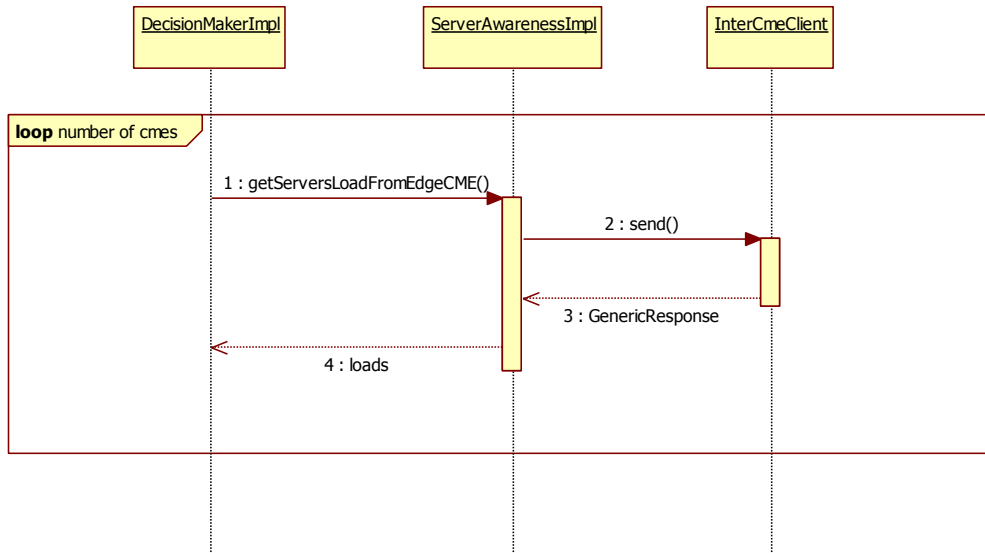 DecisionMakerImpl
ServerAwarenessImpl
InterCmeClient
loop number of cmes
1 : getServersLoadFromEdgeCME()
2 : send()
3 : GenericResponse
4 : loads